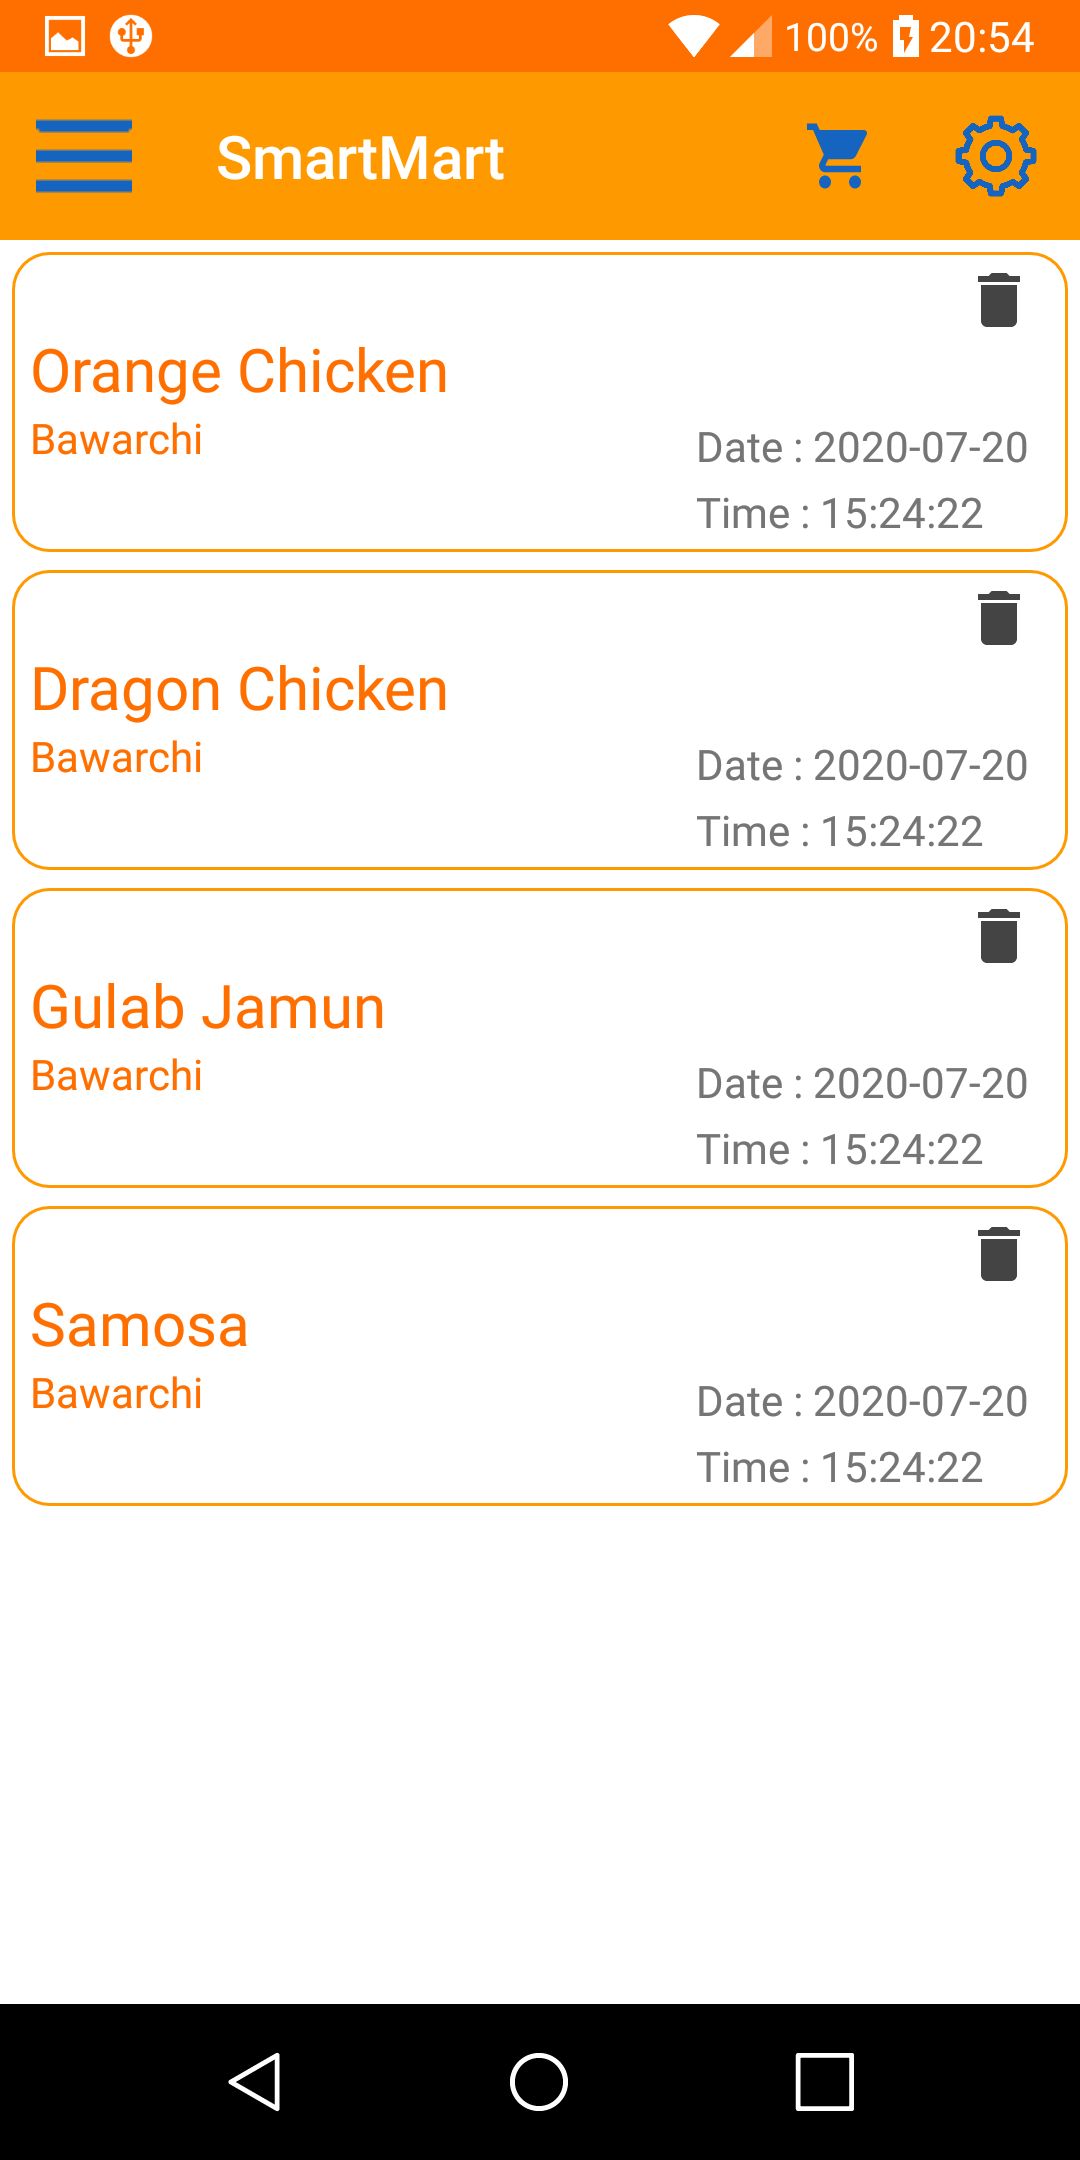 100% 20:54
SmartMart
Orange Chicken
Bawarchi
Date : 2020-07-20
Time : 15:24:22
Dragon Chicken
Bawarchi
Date : 2020-07-20
Time : 15:24:22
Gulab Jamun
Bawarchi
Date : 2020-07-20
Time : 15:24:22
Samosa
Bawarchi
Date : 2020-07-20
Time : 15:24:22